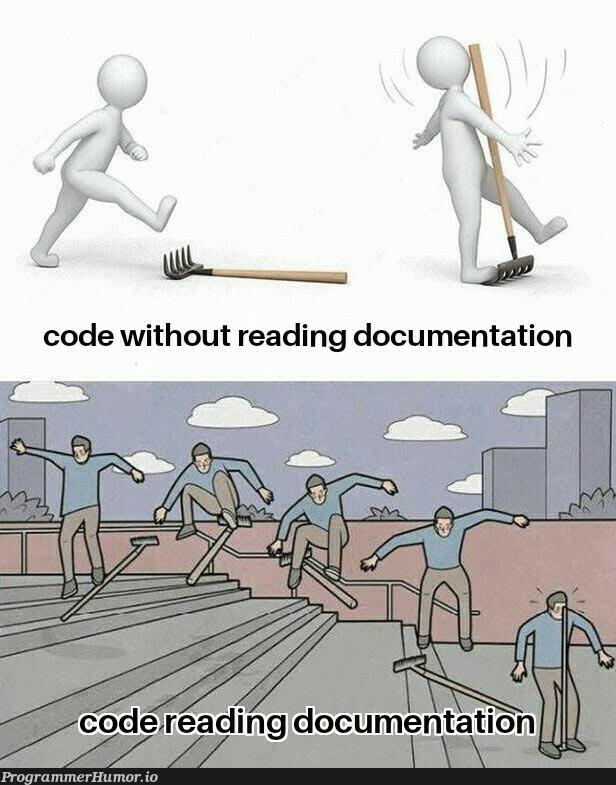 code without reading documentation
code reading documentation
ProgrammerHumor.io